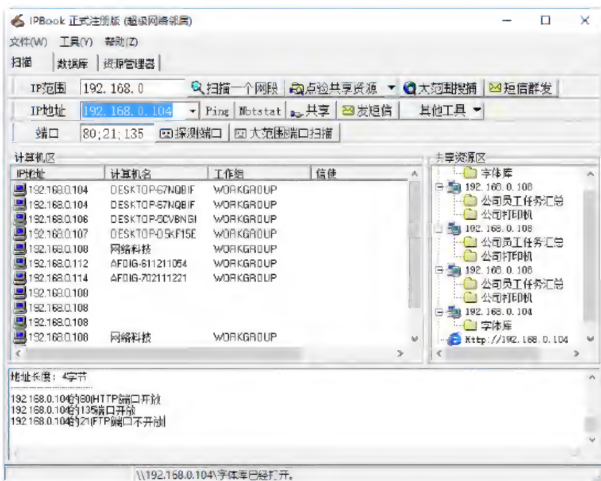 IPBook 正式注册版 (超级网络邻居)
文件(W) 工具(Y) 帮助(Z)
扫描 数据库 资源管理器
IP范围 192.168.0 扫描一个网段 点验共享资源 大范围搜捕 短信群发
IP地址 192.168.0.104 Ping Nbtstat 共享 发短信 其他工具
端口 80;21;135 探测端口 大范围端口扫描
计算机区
IP地址 计算机名 工作组 信使
192.168.0.104 DESKTOP-67NQBIF WORKGROUP
192.168.0.104 DESKTOP-67NQBIF WORKGROUP
192.168.0.106 DESKTOP-5CVBNGI WORKGROUP
192.168.0.107 DESKTOP-O5KF15E WORKGROUP
192.168.0.108 网络科技 WORKGROUP
192.168.0.112 AFOIG-611211054 WORKGROUP
192.168.0.114 AFOIG-702111221 WORKGROUP
192.168.0.108
192.168.0.108
192.168.0.108
192.168.0.108 网络科技 WORKGROUP
共享资源区
字体库
192.168.0.108
公司员工任务汇总
公司打印机
192.168.0.108
公司员工任务汇总
公司打印机
192.168.0.108
公司员工任务汇总
公司打印机
192.168.0.104
字体库
Http://192.168.0.104
地址长度：4字节
192.168.0.104的80(HTTP)端口开放
192.168.0.104的135端口开放
192.168.0.104的21(FTP)端口不开放
\\192.168.0.104\字体库已经打开。